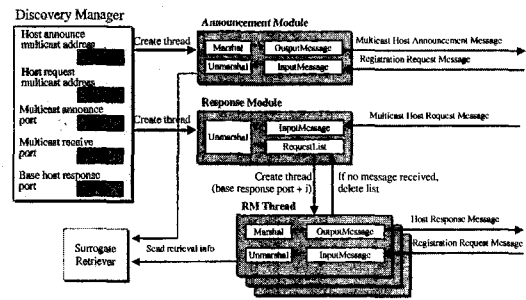 Discovery Manager
Host announce
multicast address
Host request
multicast address
Multicast announce
port
Multicast receive
port
Base host response
port
Create thread
Create thread
Announcement Module
Marshal
OutputMessage
Unmarshal
InputMessage
Multicast Host Announcement Message
Registration Request Message
Response Module
Unmarshal
InputMessage
RequestList
Multicast Host Request Message
Create thread
(base response port + i)
If no message received,
delete list
RM Thread
Marshal
OutputMessage
Unmarshal
InputMessage
Host Response Message
Registration Request Message
Surrogate
Retriever
Send retrieval info